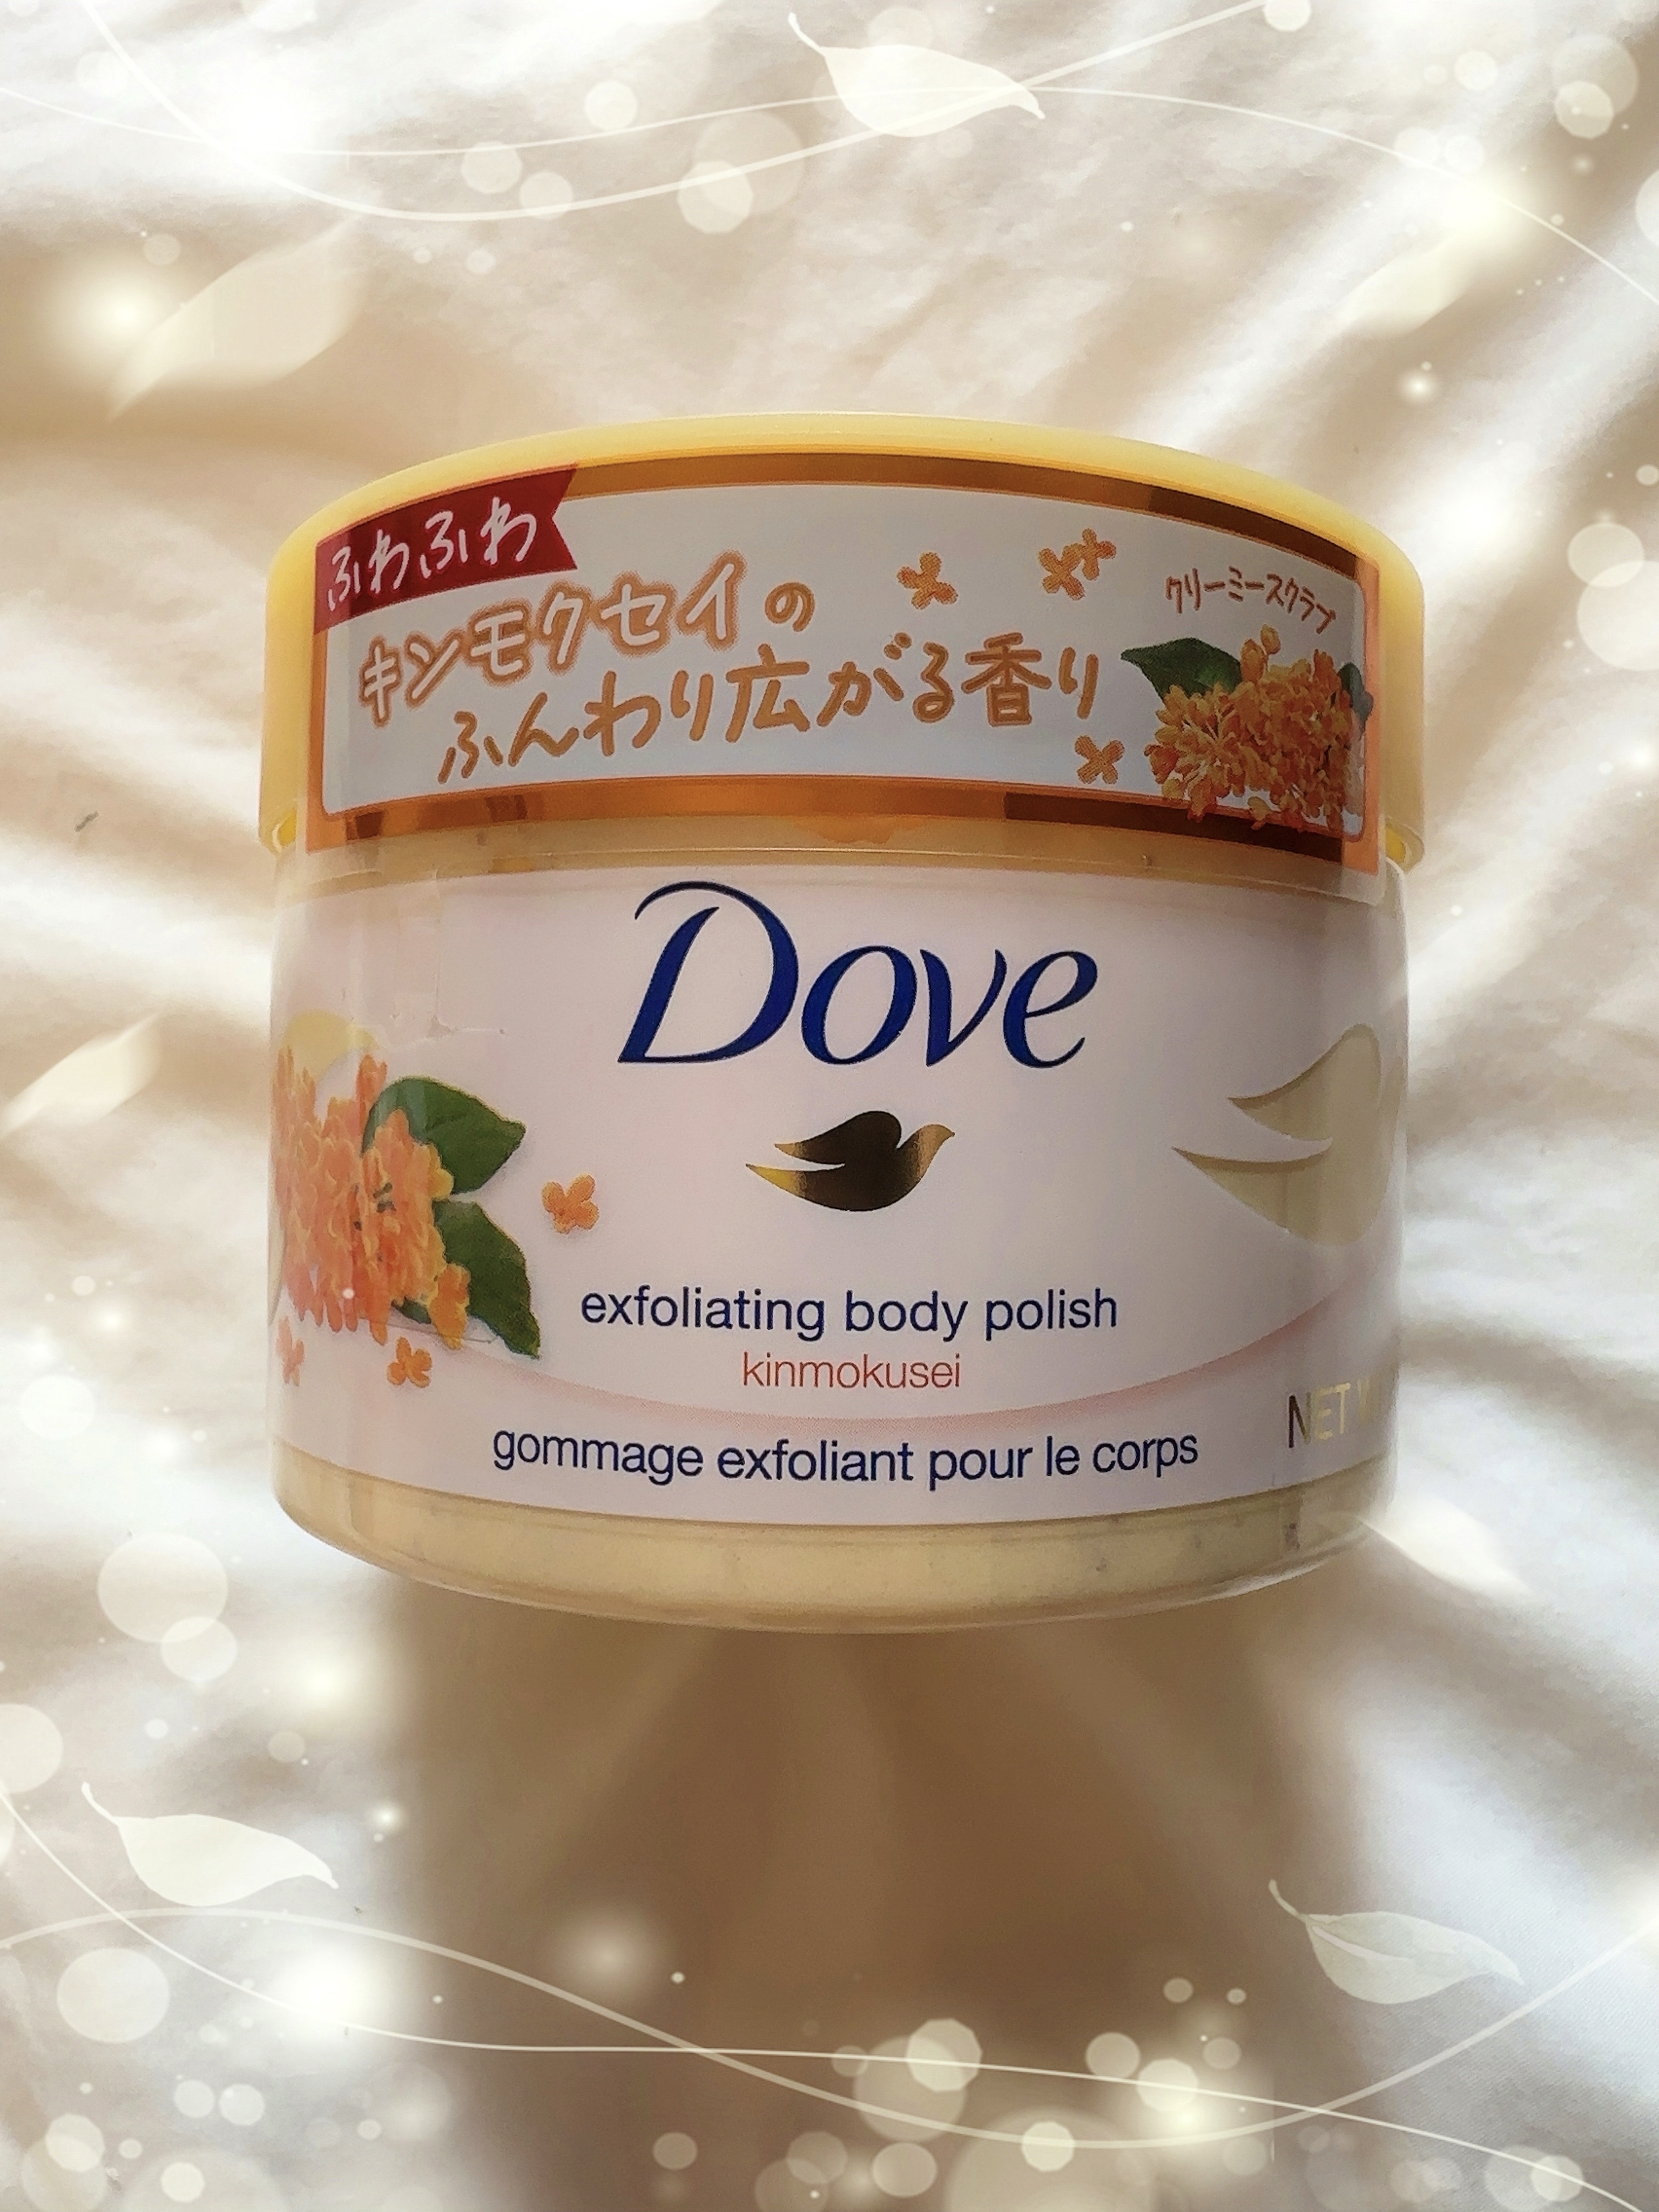 ふわふわ
キンモクセイの
ふんわり広がる香り
クリーミースクラブ
Dove
exfoliating body polish
kinmokusei
gommage exfoliant pour le corps
NET